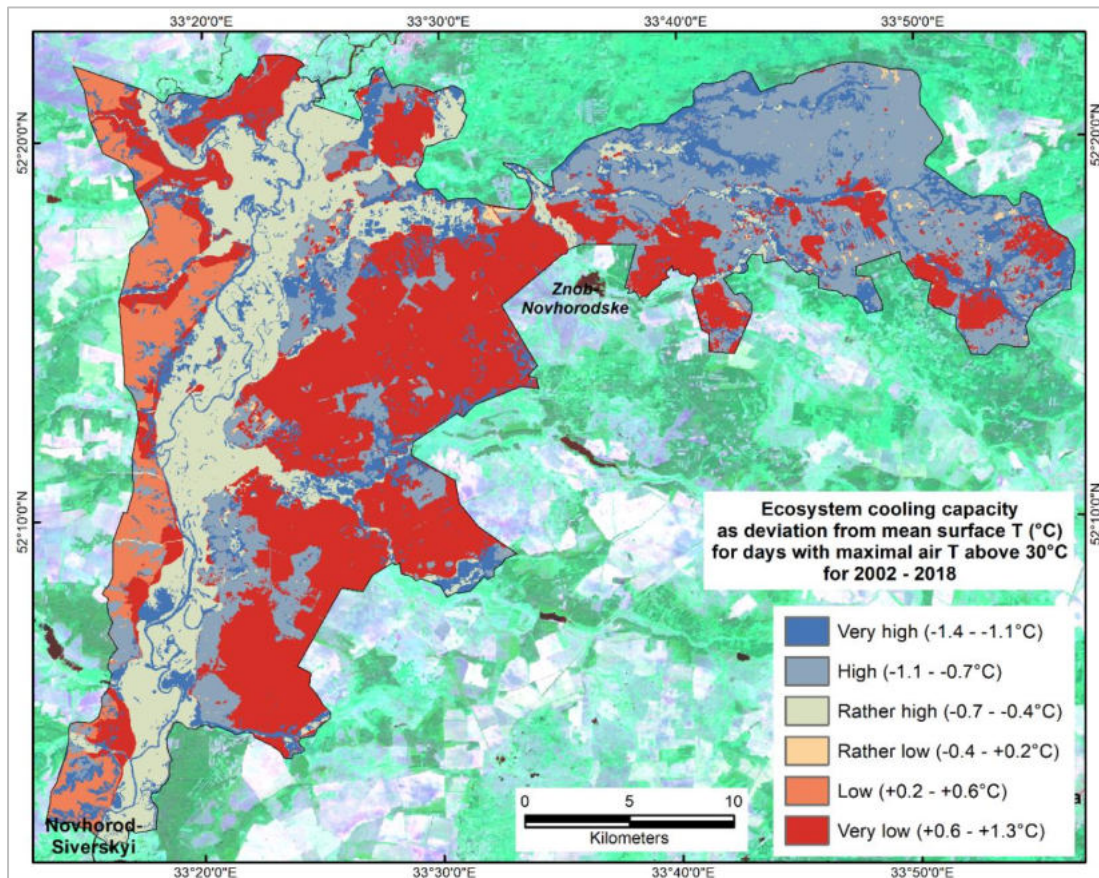 33°20'0"E 33°30'0"E 33°40'0"E 33°50'0"E
52°20'0"N
52°20'0"N
Znob-
Novhorodske
52°10'0"N
52°10'0"N
Ecosystem cooling capacity
as deviation from mean surface T (°C)
for days with maximal air T above 30°C
for 2002 - 2018
Very high (-1.4 - -1.1°C)
High (-1.1 - -0.7°C)
Rather high (-0.7 - -0.4°C)
Rather low (-0.4 - +0.2°C)
Low (+0.2 - +0.6°C)
Very low (+0.6 - +1.3°C)
a
0 5 10
Kilometers
Novhorod-
Siverskyi
33°20'0"E 33°30'0"E 33°40'0"E 33°50'0"E